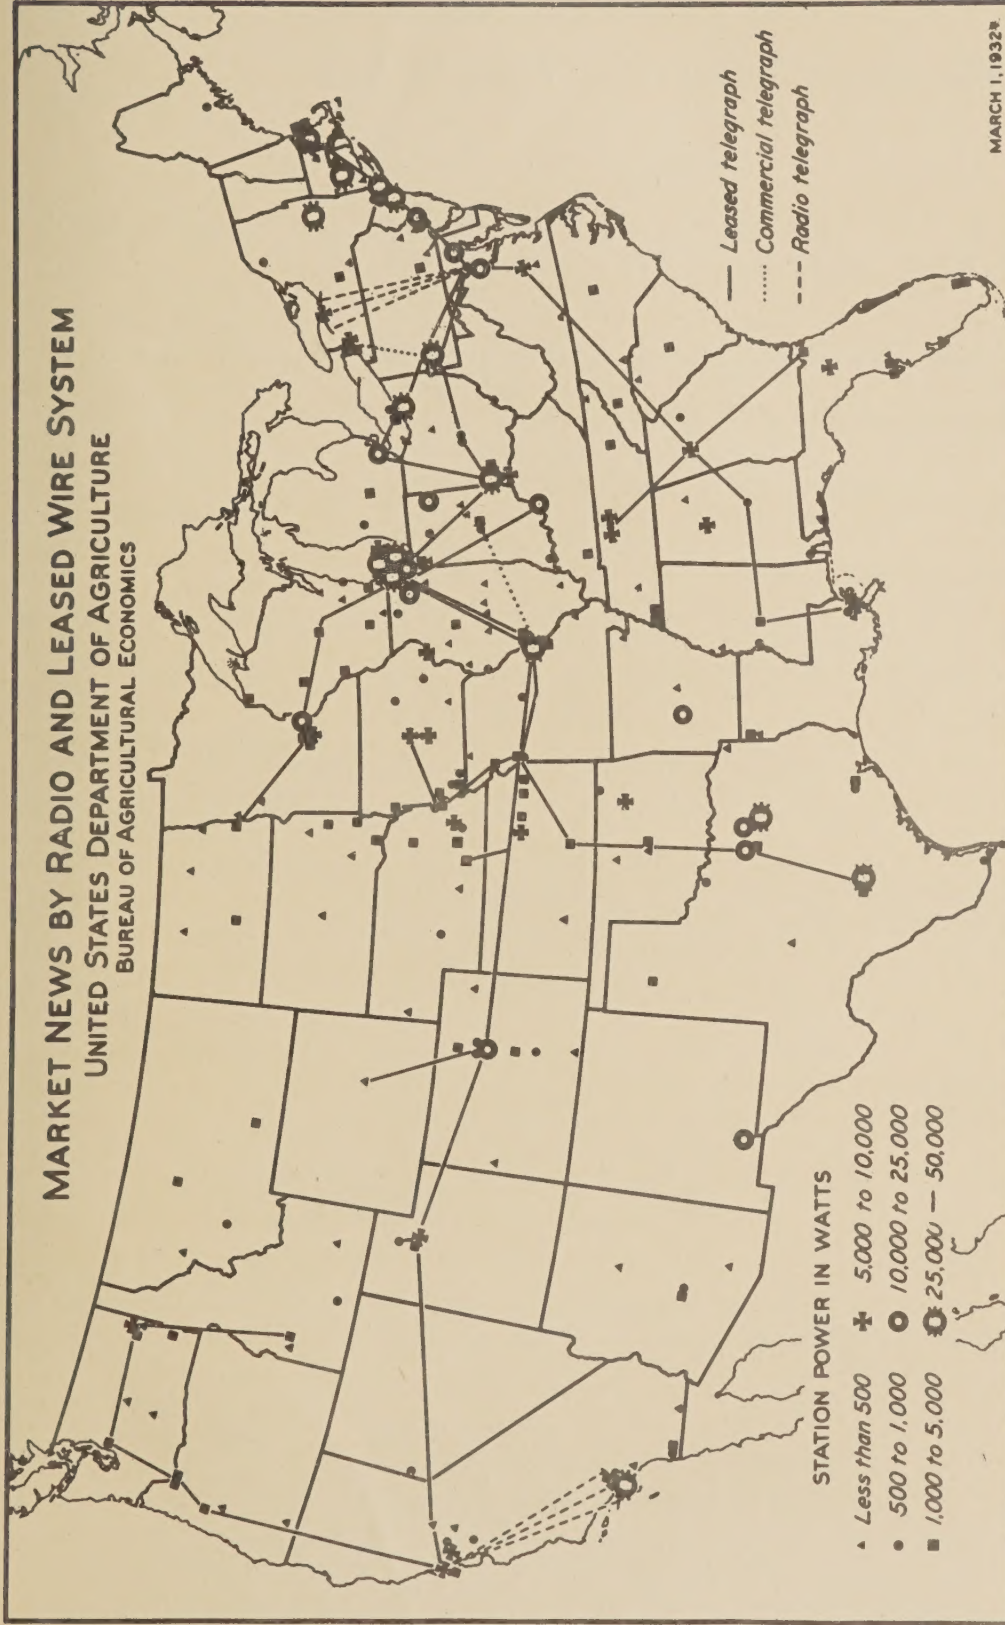 MARKET NEWS BY RADIO AND LEASED WIRE SYSTEM
UNITED STATES DEPARTMENT OF AGRICULTURE
BUREAU OF AGRICULTURAL ECONOMICS
Leased telegraph
Commercial telegraph
Radio telegraph
STATION POWER IN WATTS
Less than 500
500 to 1,000
1,000 to 5,000
5,000 to 10,000
10,000 to 25,000
25,000 — 50,000
MARCH 1, 1932